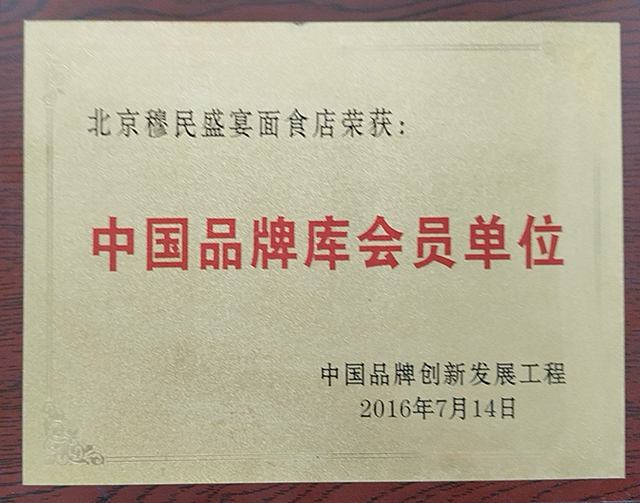 北京穆民盛宴面食店荣获：
中国品牌库会员单位
中国品牌创新发展工程
2016年7月14日